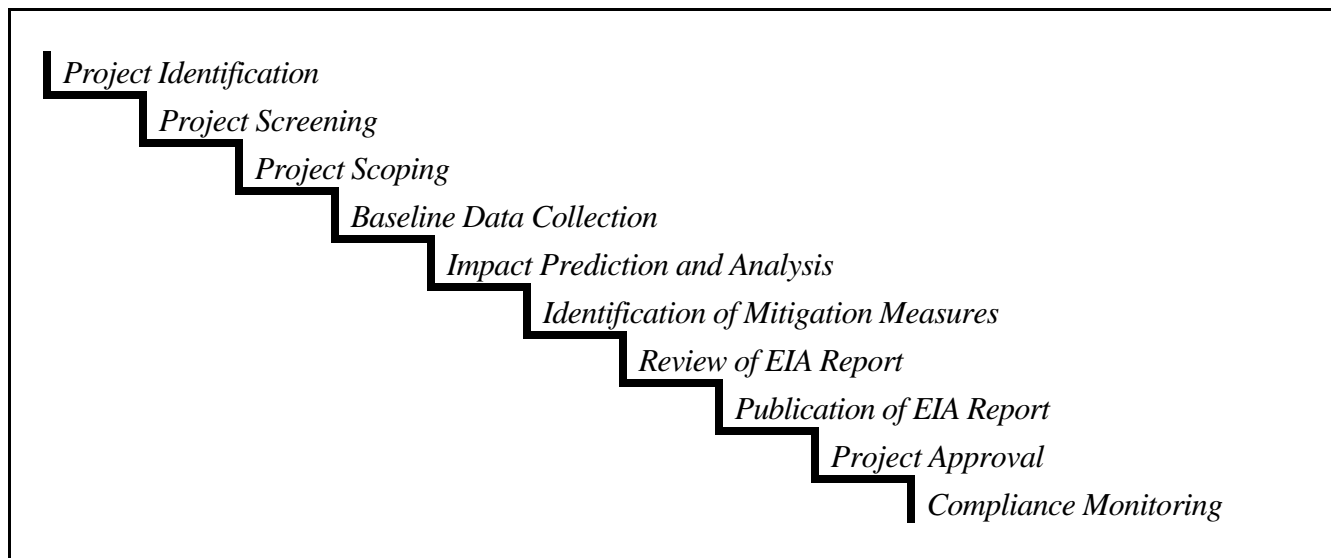 Project Identification
Project Screening
Project Scoping
Baseline Data Collection
Impact Prediction and Analysis
Identification of Mitigation Measures
Review of EIA Report
Publication of EIA Report
Project Approval
Compliance Monitoring